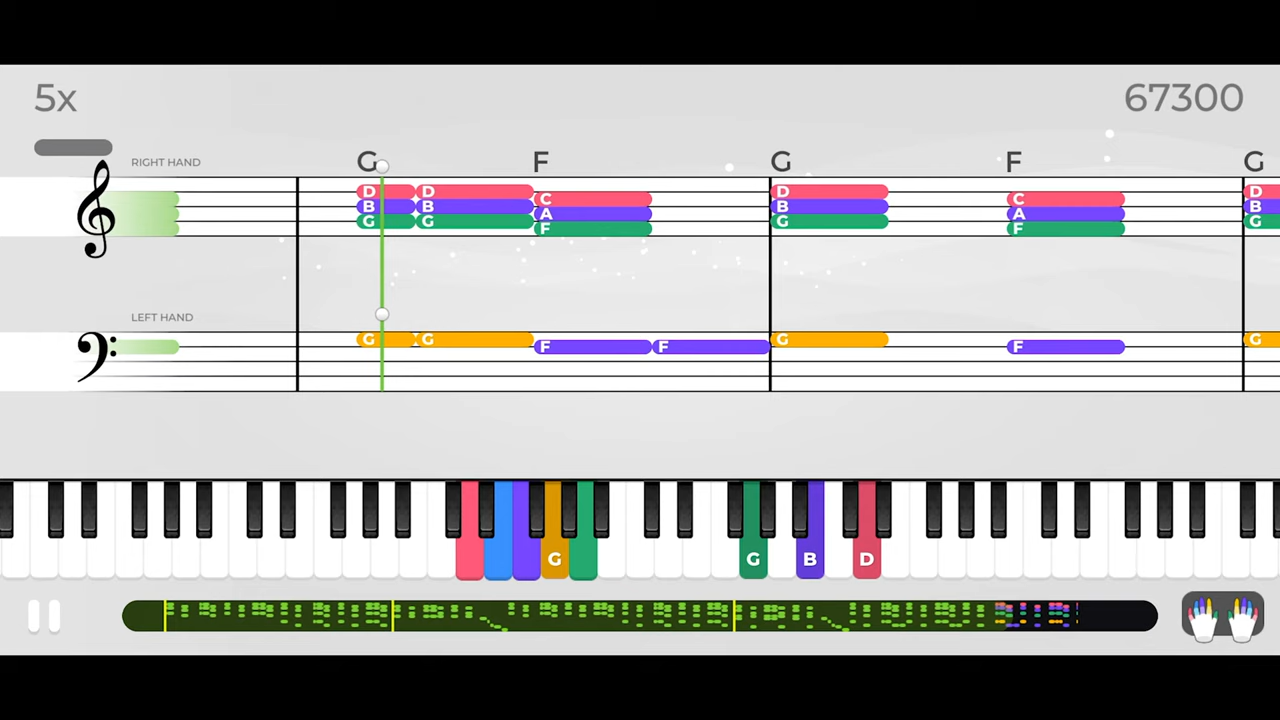 5x 67300
RIGHT HAND G F G F G
D D C D C D
B B A B A B
G G F G F G
LEFT HAND
G G F F G F G
G G B D